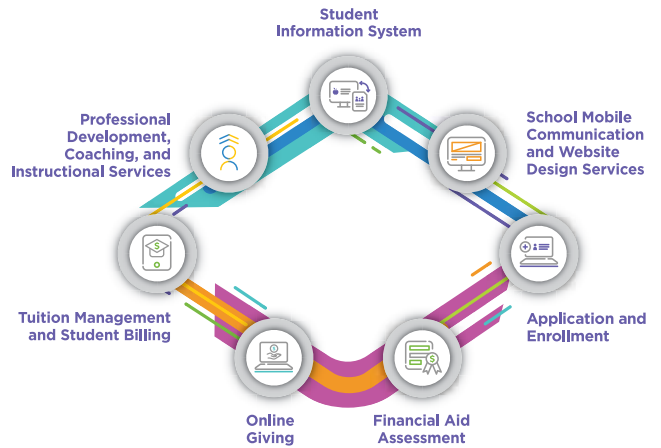 Student
Information System
Professional
Development,
Coaching, and
Instructional Services
School Mobile
Communication
and Website
Design Services
Tuition Management
and Student Billing
Application and
Enrollment
Online
Giving
Financial Aid
Assessment